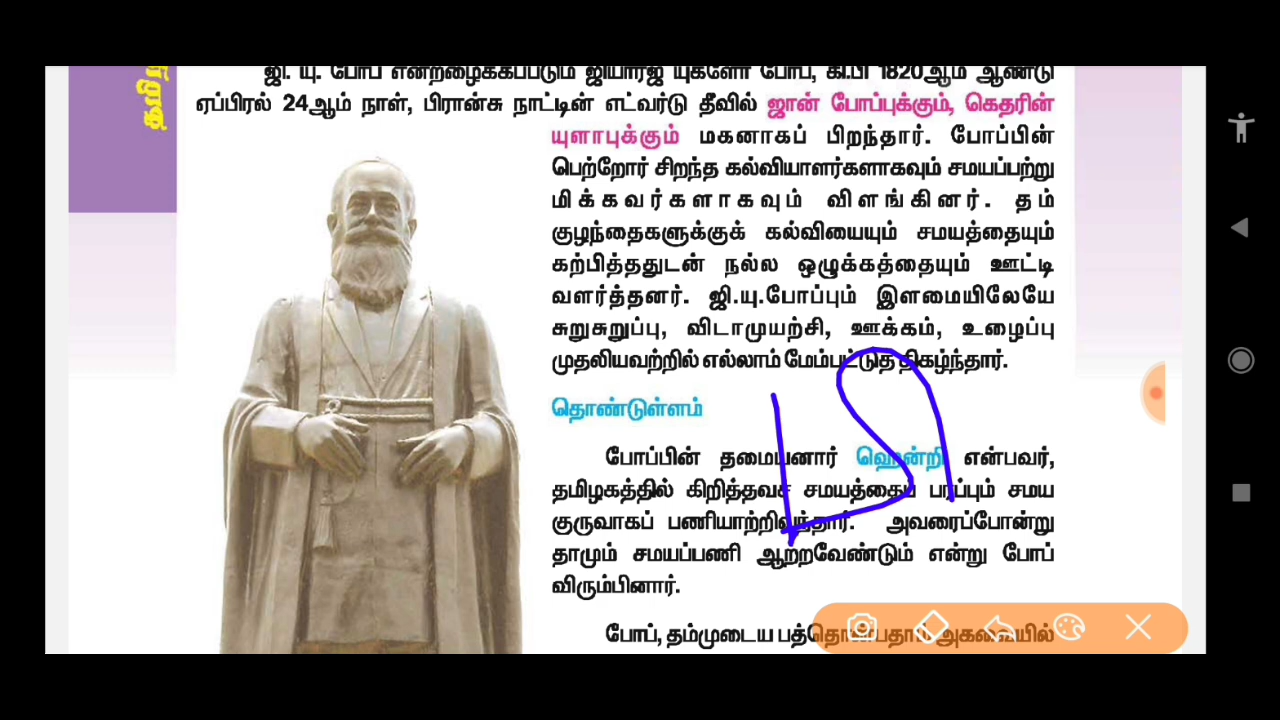 ஜி. யு. போப் என்றழைக்கப்படும் ஜியார்ஜ் யுக்ளோ போப், கி.பி 1820ஆம் ஆண்டு
ஏப்பிரல் 24ஆம் நாள், பிரான்சு நாட்டின் எட்வர்டு தீவில் ஜான் போப்புக்கும், கெதரின்
யுளாபுக்கும் மகனாகப் பிறந்தார். போப்பின்
பெற்றோர் சிறந்த கல்வியாளர்களாகவும் சமயப்பற்று
மிக்கவர்களாகவும் விளங்கினர். தம்
குழந்தைகளுக்குக் கல்வியையும் சமயத்தையும்
கற்பித்ததுடன் நல்ல ஒழுக்கத்தையும் ஊட்டி
வளர்த்தனர். ஜி.யு.போப்பும் இளமையிலேயே
சுறுசுறுப்பு, விடாமுயற்சி, ஊக்கம், உழைப்பு
முதலியவற்றில் எல்லாம் மேம்பட்டுத் திகழ்ந்தார்.
தொண்டுள்ளம்
போப்பின் தமையனார் ஹென்றி என்பவர்,
தமிழகத்தில் கிறித்தவச் சமயத்தைப் பரப்பும் சமய
குருவாகப் பணியாற்றிவந்தார். அவரைப்போன்று
தாமும் சமயப்பணி ஆற்றவேண்டும் என்று போப்
விரும்பினார்.
போப், தம்முடைய பத்தொன்பதாம் அகவையில்